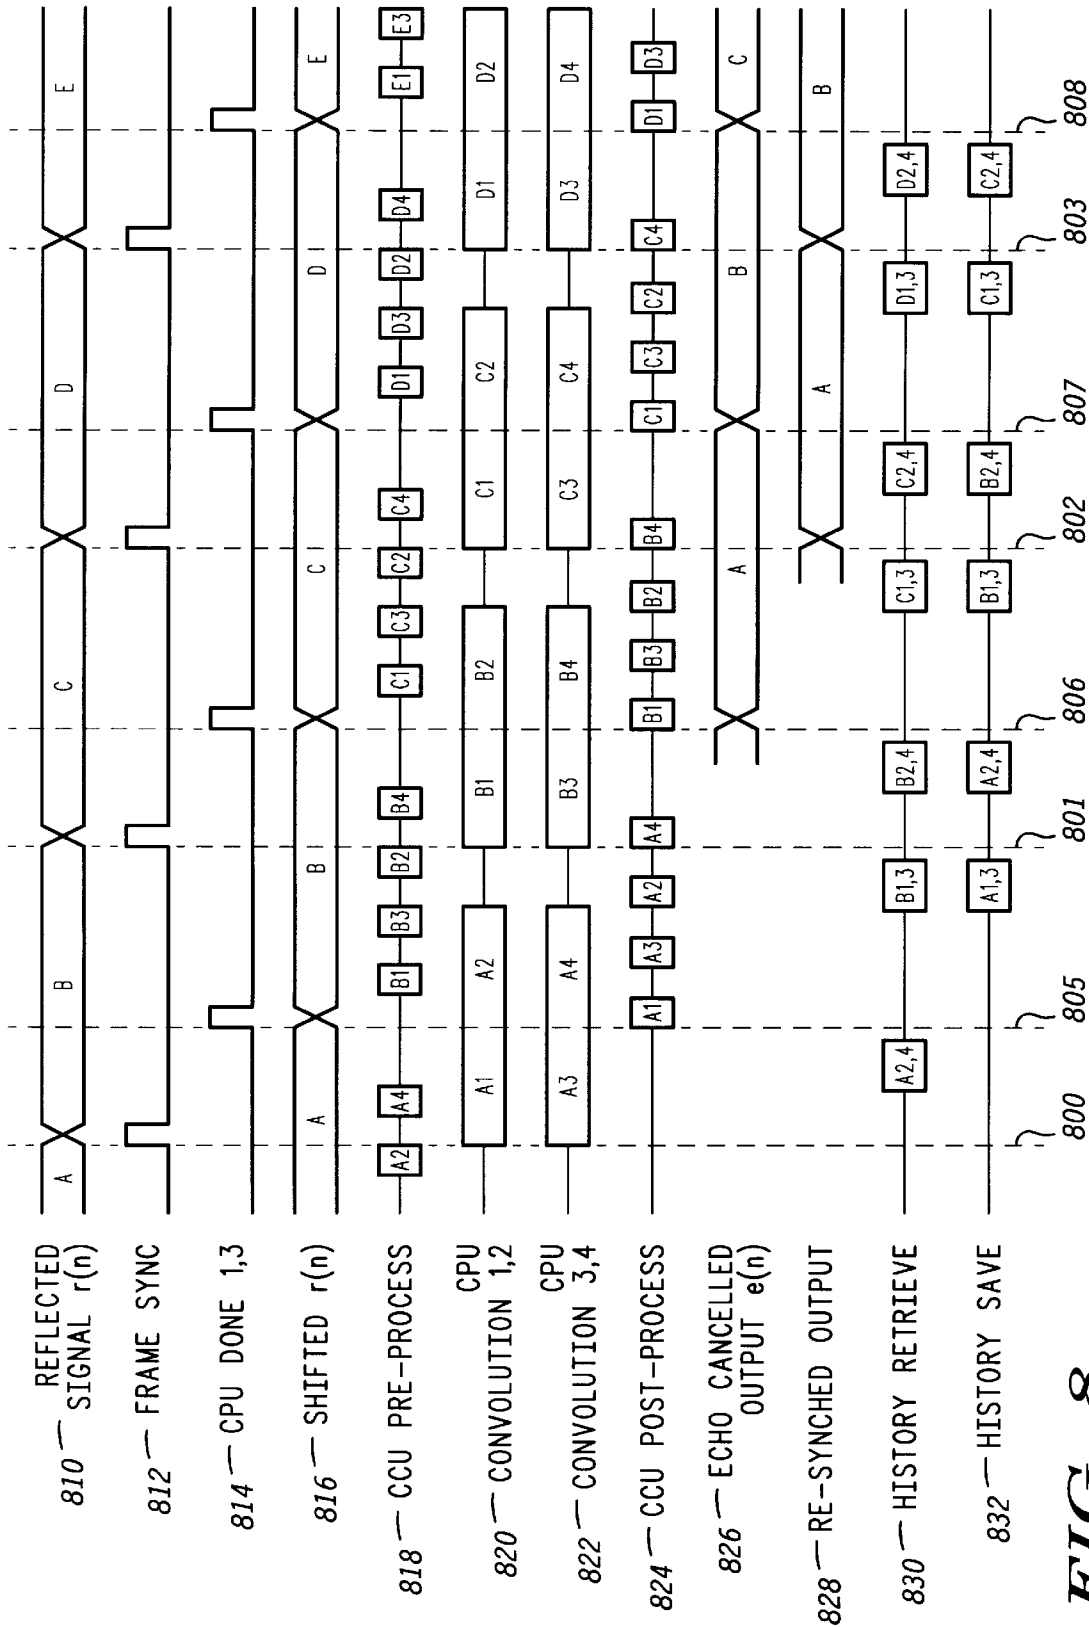 810 REFLECTED SIGNAL r(n) A B C D E
812 FRAME SYNC
814 CPU DONE 1,3
816 SHIFTED r(n) A B C D E
818 CCU PRE-PROCESS A2 A4 B1 B3 B2 B4 C1 C3 C2 C4 D1 D3 D2 D4 E1 E3
820 CPU CONVOLUTION 1,2 A1 A2 B1 B2 C1 C2 D1 D2
822 CPU CONVOLUTION 3,4 A3 A4 B3 B4 C3 C4 D3 D4
824 CCU POST-PROCESS A1 A3 A2 A4 B1 B3 B2 B4 C1 C3 C2 C4 D1 D3
826 ECHO CANCELLED OUTPUT e(n) A B C
828 RE-SYNCHED OUTPUT A B
830 HISTORY RETRIEVE A2,4 B1,3 B2,4 C1,3 C2,4 D1,3 D2,4
832 HISTORY SAVE A1,3 A2,4 B1,3 B2,4 C1,3 C2,4
800 805 801 806 802 807 803 808
FIG. 8